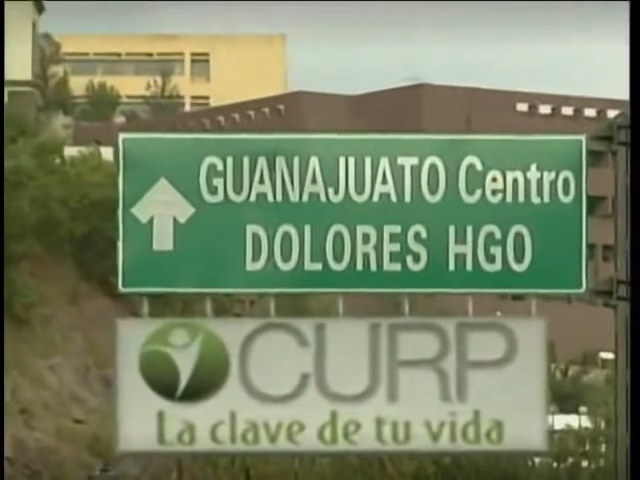 GUANAJUATO Centro
DOLORES HGO
CURP
La clave de tu vida